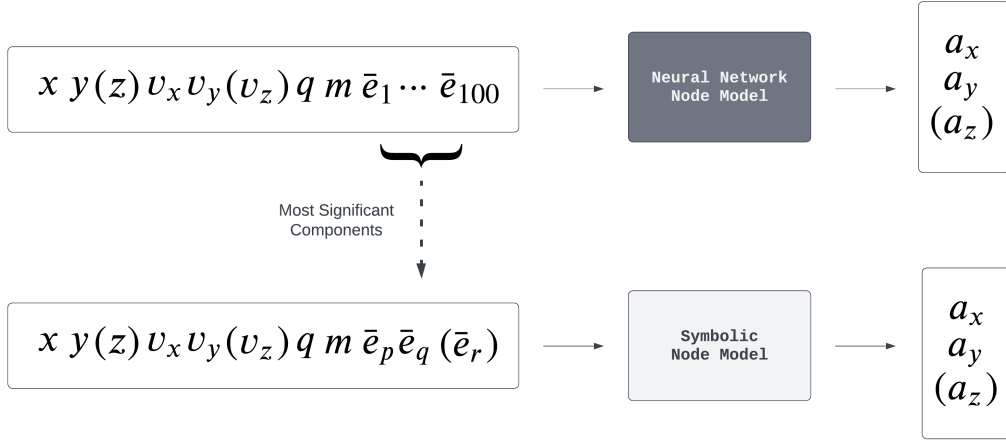 x y (z) v_x v_y (v_z) q m ē_1 ⋯ ē_100
Neural Network
Node Model
a_x
a_y
(a_z)
Most Significant
Components
x y (z) v_x v_y (v_z) q m ē_p ē_q (ē_r)
Symbolic
Node Model
a_x
a_y
(a_z)